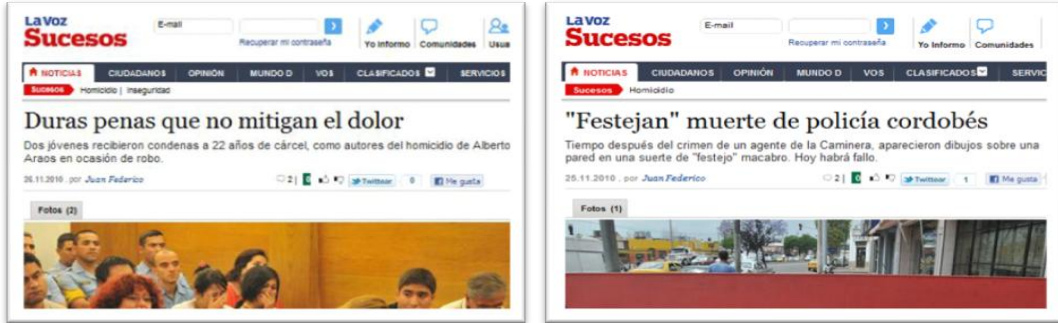 LAVOZ
Sucesos
E-mail
Recuperar mi contraseña
Yo Informo Comunidades Usua
NOTICIAS CIUDADANOS OPINIÓN MUNDO D VOS CLASIFICADOS SERVICIOS
Sucesos Homicidio | Inseguridad
Duras penas que no mitigan el dolor
Dos jóvenes recibieron condenas a 22 años de cárcel, como autores del homicidio de Alberto
Araos en ocasión de robo.
26.11.2010 . por Juan Federico 2 | 0 Twittear 0 Me gusta
Fotos (2)
LAVOZ
Sucesos
E-mail
Recuperar mi contraseña
Yo Informo Comunidades
NOTICIAS CIUDADANOS OPINIÓN MUNDO D VOS CLASIFICADOS SERVIC
Sucesos Homicidio
"Festejan" muerte de policía cordobés
Tiempo después del crimen de un agente de la Caminera, aparecieron dibujos sobre una
pared en una suerte de "festejo" macabro. Hoy habrá fallo.
25.11.2010 . por Juan Federico 2 | 0 Twittear 1 Me gusta
Fotos (1)